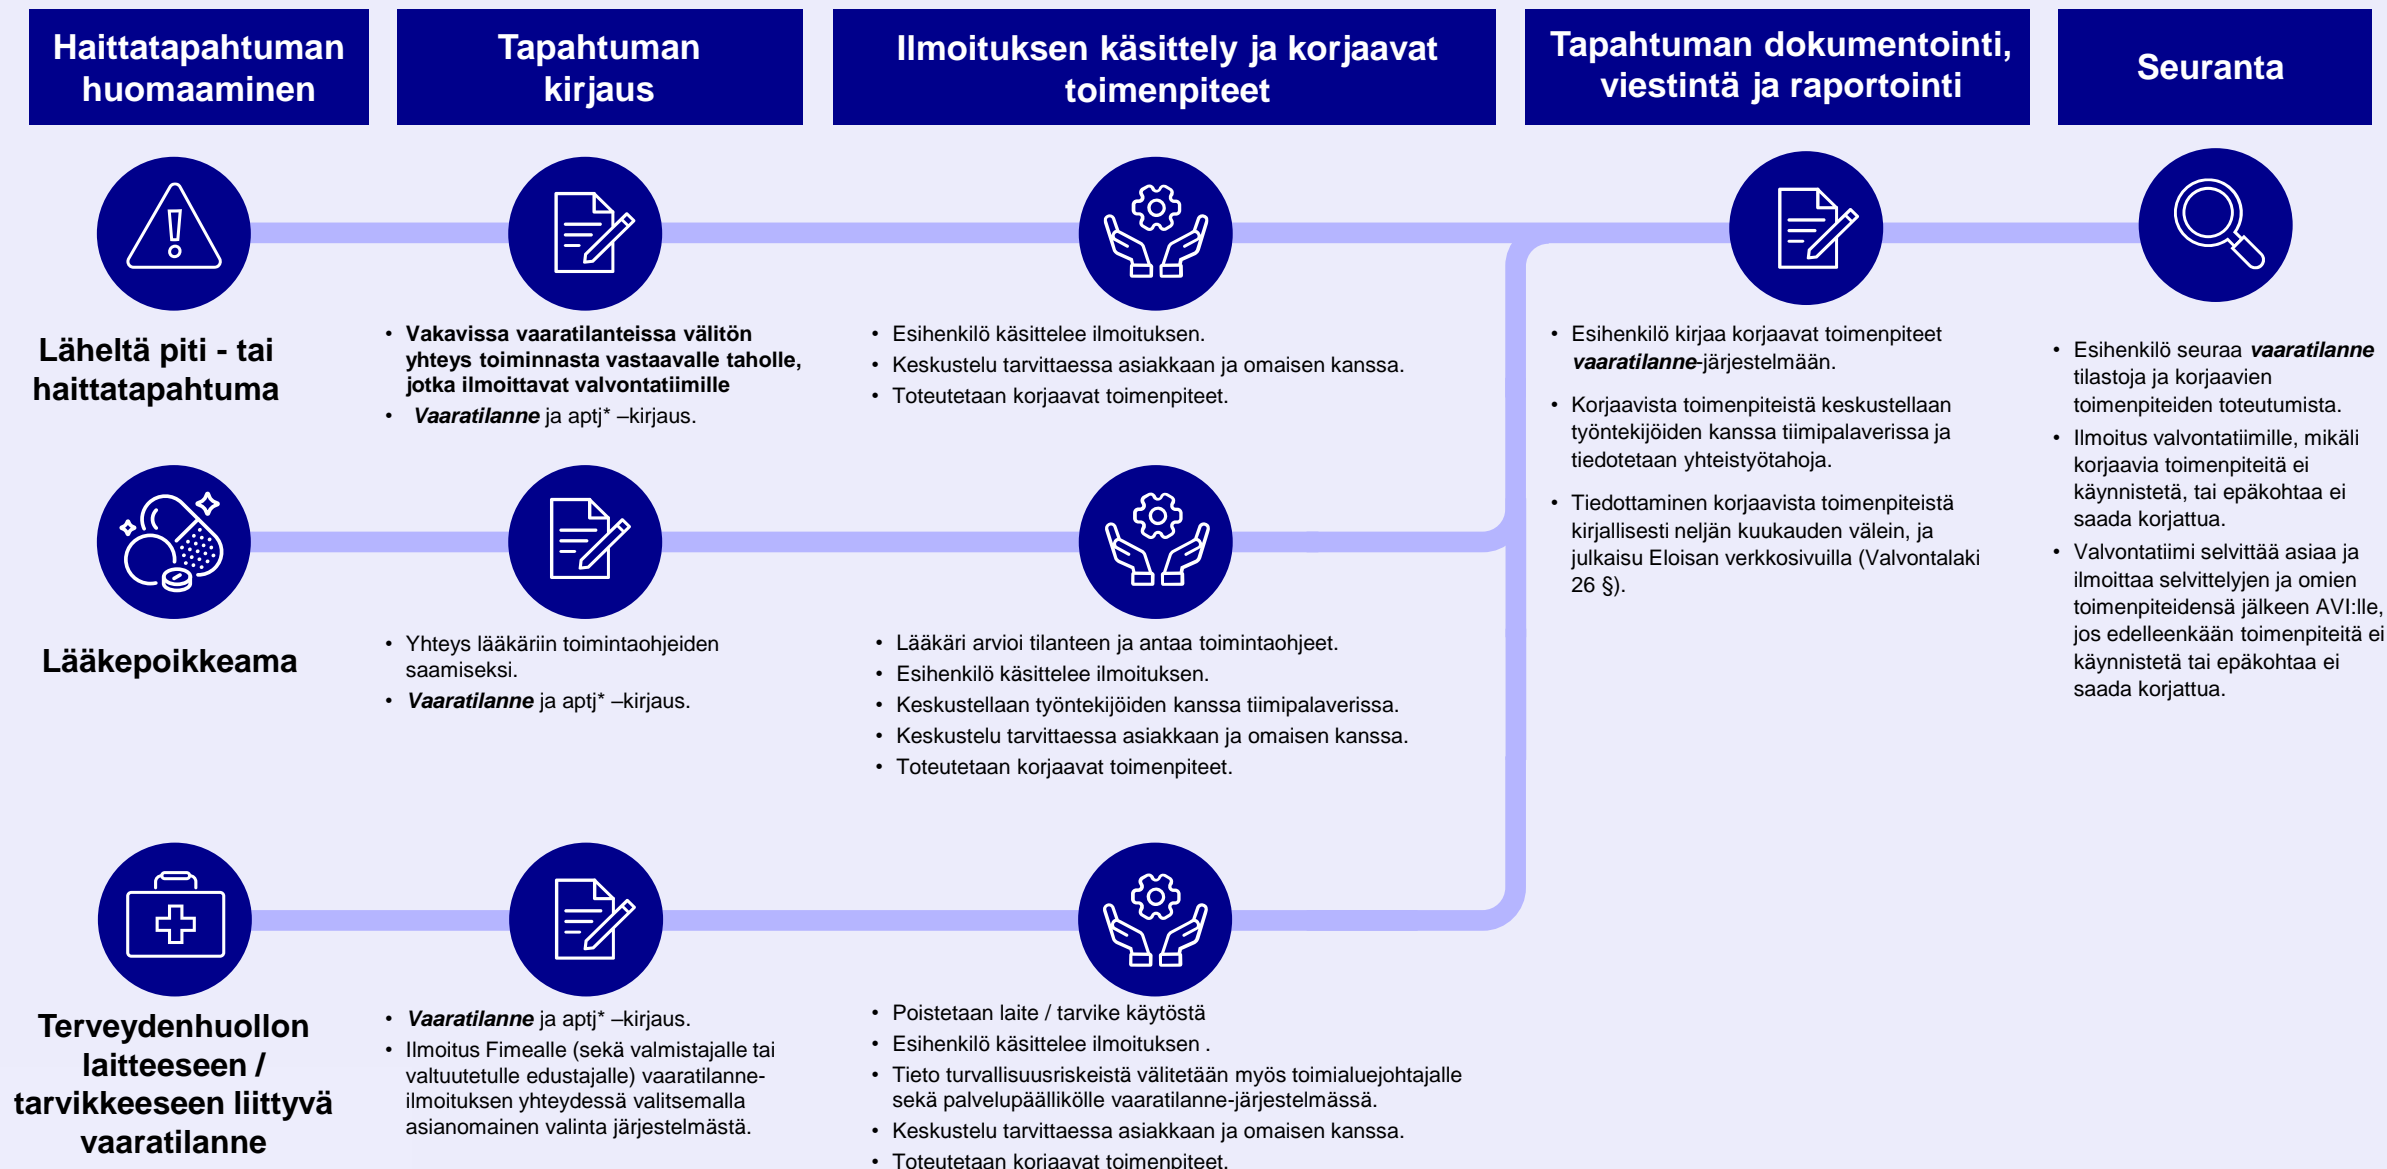 Haittatapahtuman
huomaaminen
Tapahtuman
kirjaus
Ilmoituksen käsittely ja korjaavat
toimenpiteet
Tapahtuman dokumentointi,
viestintä ja raportointi
Seuranta
Läheltä piti - tai
haittatapahtuma
• Vakavissa vaaratilanteissa välitön
yhteys toiminnasta vastaavalle taholle,
jotka ilmoittavat valvontatiimille
• Vaaratilanne ja aptj* –kirjaus.
• Esihenkilö käsittelee ilmoituksen.
• Keskustelu tarvittaessa asiakkaan ja omaisen kanssa.
• Toteutetaan korjaavat toimenpiteet.
• Esihenkilö kirjaa korjaavat toimenpiteet
vaaratilanne-järjestelmään.
• Korjaavista toimenpiteistä keskustellaan
työntekijöiden kanssa tiimipalaverissa ja
tiedotetaan yhteistyötahoja.
• Tiedottaminen korjaavista toimenpiteistä
kirjallisesti neljän kuukauden välein, ja
julkaisu Eloisan verkkosivuilla (Valvontalaki
26 §).
• Esihenkilö seuraa vaaratilanne
tilastoja ja korjaavien
toimenpiteiden toteutumista.
• Ilmoitus valvontatiimille, mikäli
korjaavia toimenpiteitä ei
käynnistetä, tai epäkohtaa ei
saada korjattua.
• Valvontatiimi selvittää asiaa ja
ilmoittaa selvittelyjen ja omien
toimenpiteidensä jälkeen AVI:lle,
jos edelleenkään toimenpiteitä ei
käynnistetä tai epäkohtaa ei
saada korjattua.
Lääkepoikkeama
• Yhteys lääkäriin toimintaohjeiden
saamiseksi.
• Vaaratilanne ja aptj* –kirjaus.
• Lääkäri arvioi tilanteen ja antaa toimintaohjeet.
• Esihenkilö käsittelee ilmoituksen.
• Keskustellaan työntekijöiden kanssa tiimipalaverissa.
• Keskustelu tarvittaessa asiakkaan ja omaisen kanssa.
• Toteutetaan korjaavat toimenpiteet.
Terveydenhuollon
laitteeseen /
tarvikkeeseen liittyvä
vaaratilanne
• Vaaratilanne ja aptj* –kirjaus.
• Ilmoitus Fimealle (sekä valmistajalle tai
valtuutetulle edustajalle) vaaratilanne-
ilmoituksen yhteydessä valitsemalla
asianomainen valinta järjestelmästä.
• Poistetaan laite / tarvike käytöstä
• Esihenkilö käsittelee ilmoituksen .
• Tieto turvallisuusriskeistä välitetään myös toimialuejohtajalle
sekä palvelupäällikölle vaaratilanne-järjestelmässä.
• Keskustelu tarvittaessa asiakkaan ja omaisen kanssa.
• Toteutetaan korjaavat toimenpiteet.